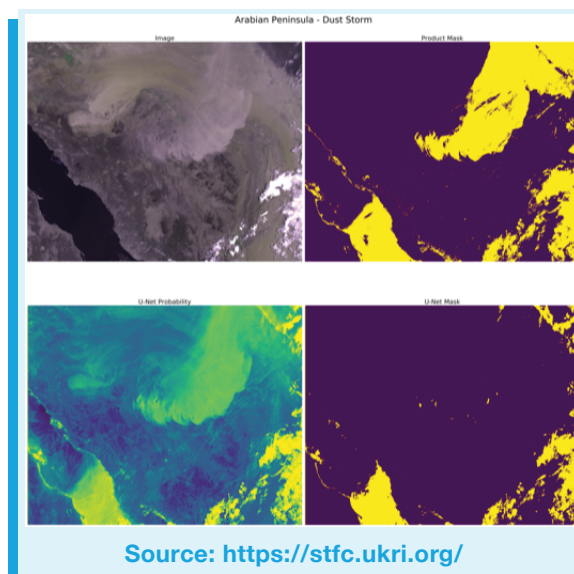 Arabian Peninsula - Dust Storm
Image
Product Mask
U-Net Probability
U-Net Mask
Source: https://stfc.ukri.org/